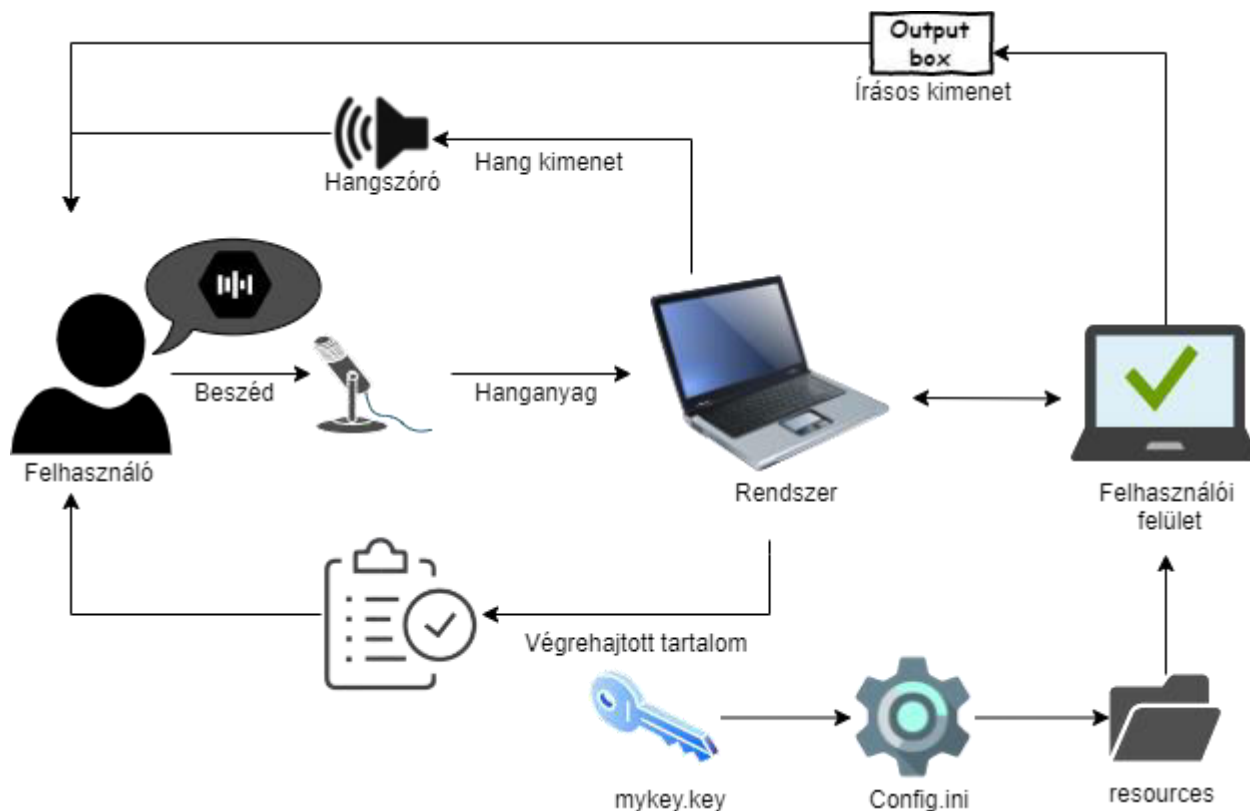 Output
box
Írásos kimenet
Hang kimenet
Hangszóró
Beszéd
Hanganyag
Felhasználó
Rendszer
Felhasználói
felület
Végrehajtott tartalom
mykey.key
Config.ini
resources